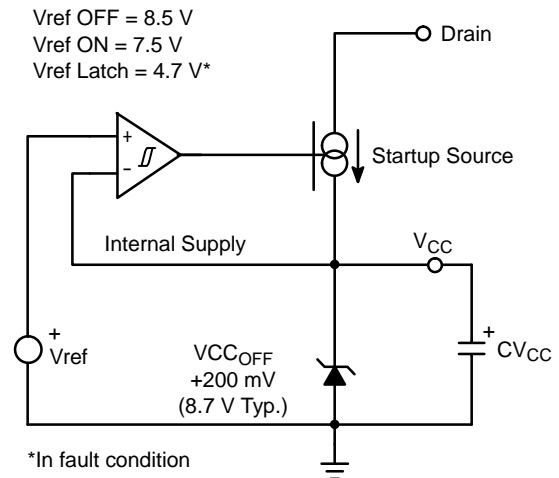 Vref OFF = 8.5 V
Vref ON = 7.5 V
Vref Latch = 4.7 V*
Drain
+
-
Startup Source
Internal Supply
VCC
+
Vref
VCCOFF
+200 mV
(8.7 V Typ.)
+
CVCC
*In fault condition